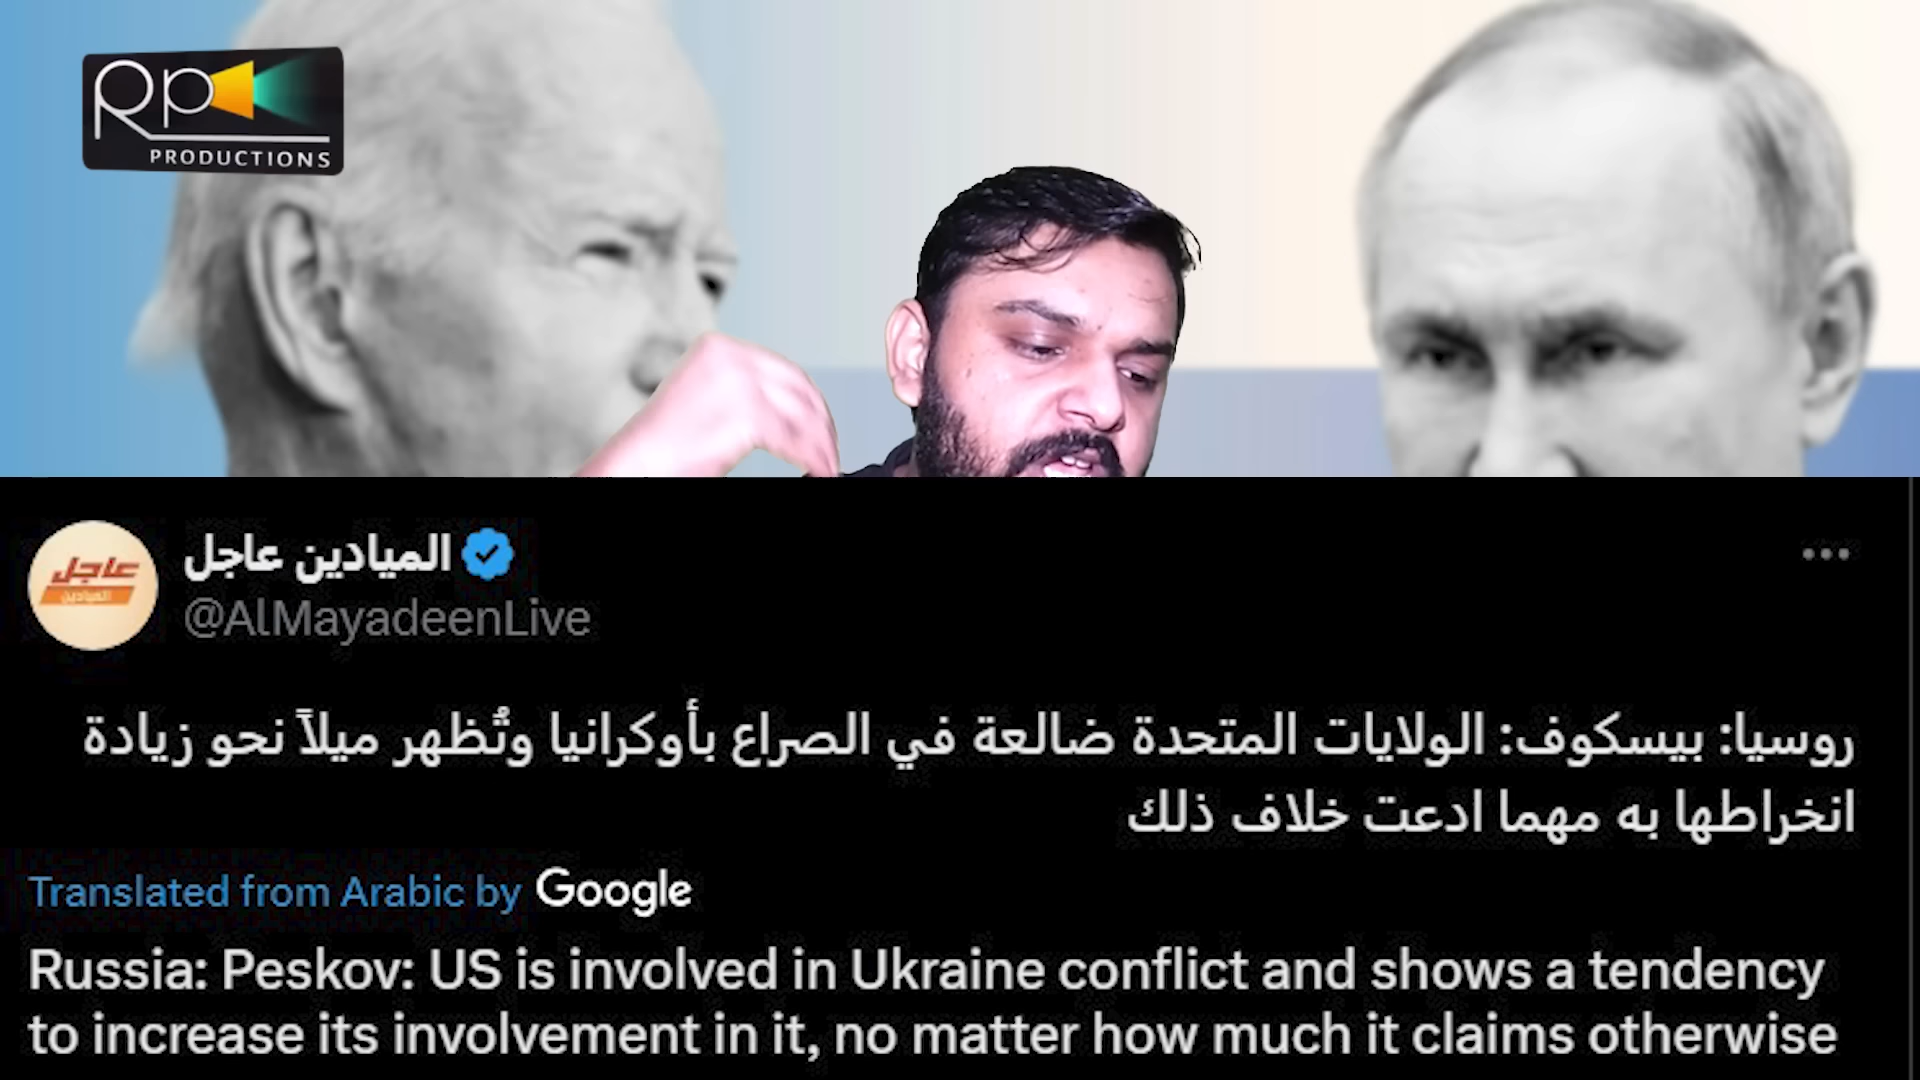 Rp
PRODUCTIONS
عاجل
الميادين
الميادين عاجل
@AlMayadeenLive
روسيا: بيسكوف: الولايات المتحدة ضالعة في الصراع بأوكرانيا وتُظهر ميلاً نحو زيادة
انخراطها به مهما ادعت خلاف ذلك
Translated from Arabic by Google
Russia: Peskov: US is involved in Ukraine conflict and shows a tendency
to increase its involvement in it, no matter how much it claims otherwise